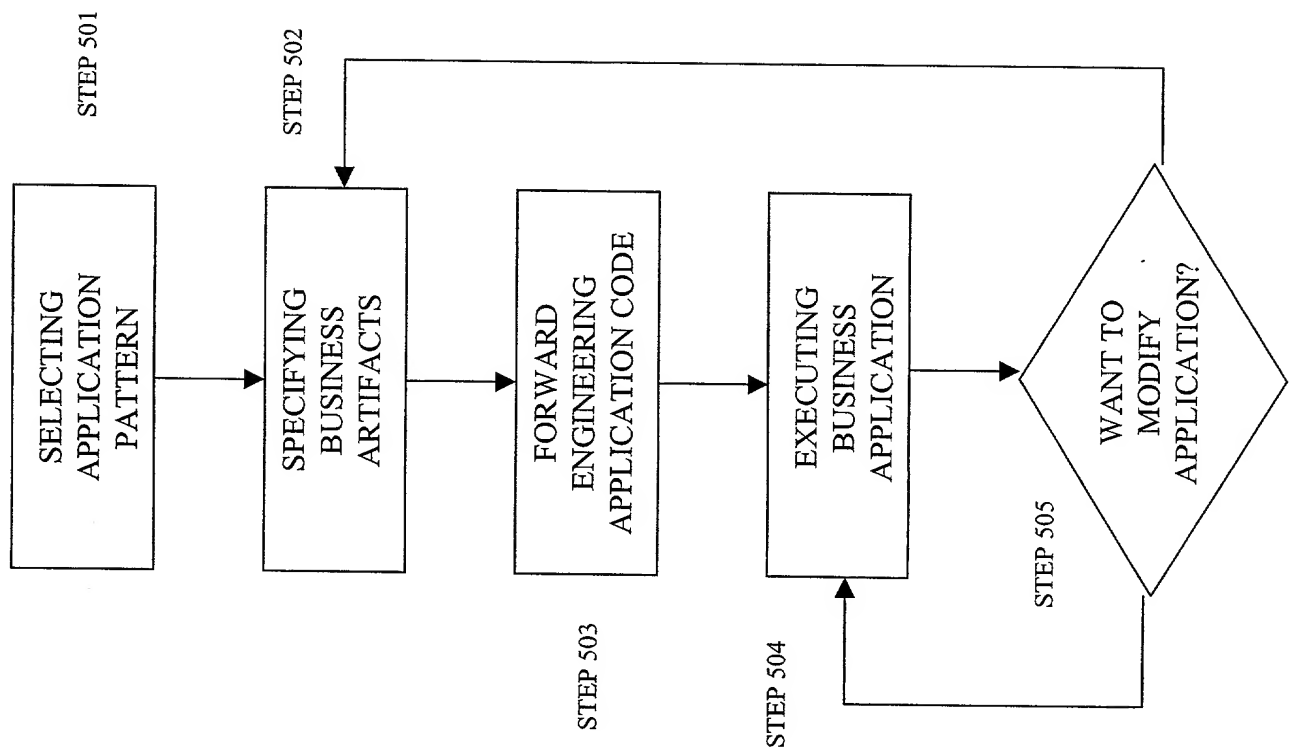 STEP 501
SELECTING
APPLICATION
PATTERN
STEP 502
SPECIFYING
BUSINESS
ARTIFACTS
STEP 503
FORWARD
ENGINEERING
APPLICATION CODE
STEP 504
EXECUTING
BUSINESS
APPLICATION
STEP 505
WANT TO
MODIFY
APPLICATION?